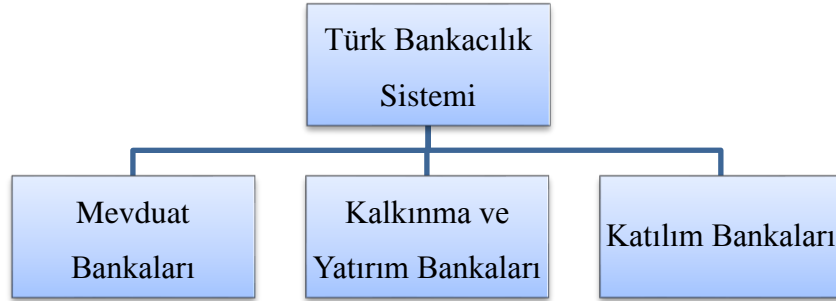 Türk Bankacılık
Sistemi
Mevduat
Bankaları
Kalkınma ve
Yatırım Bankaları
Katılım Bankaları